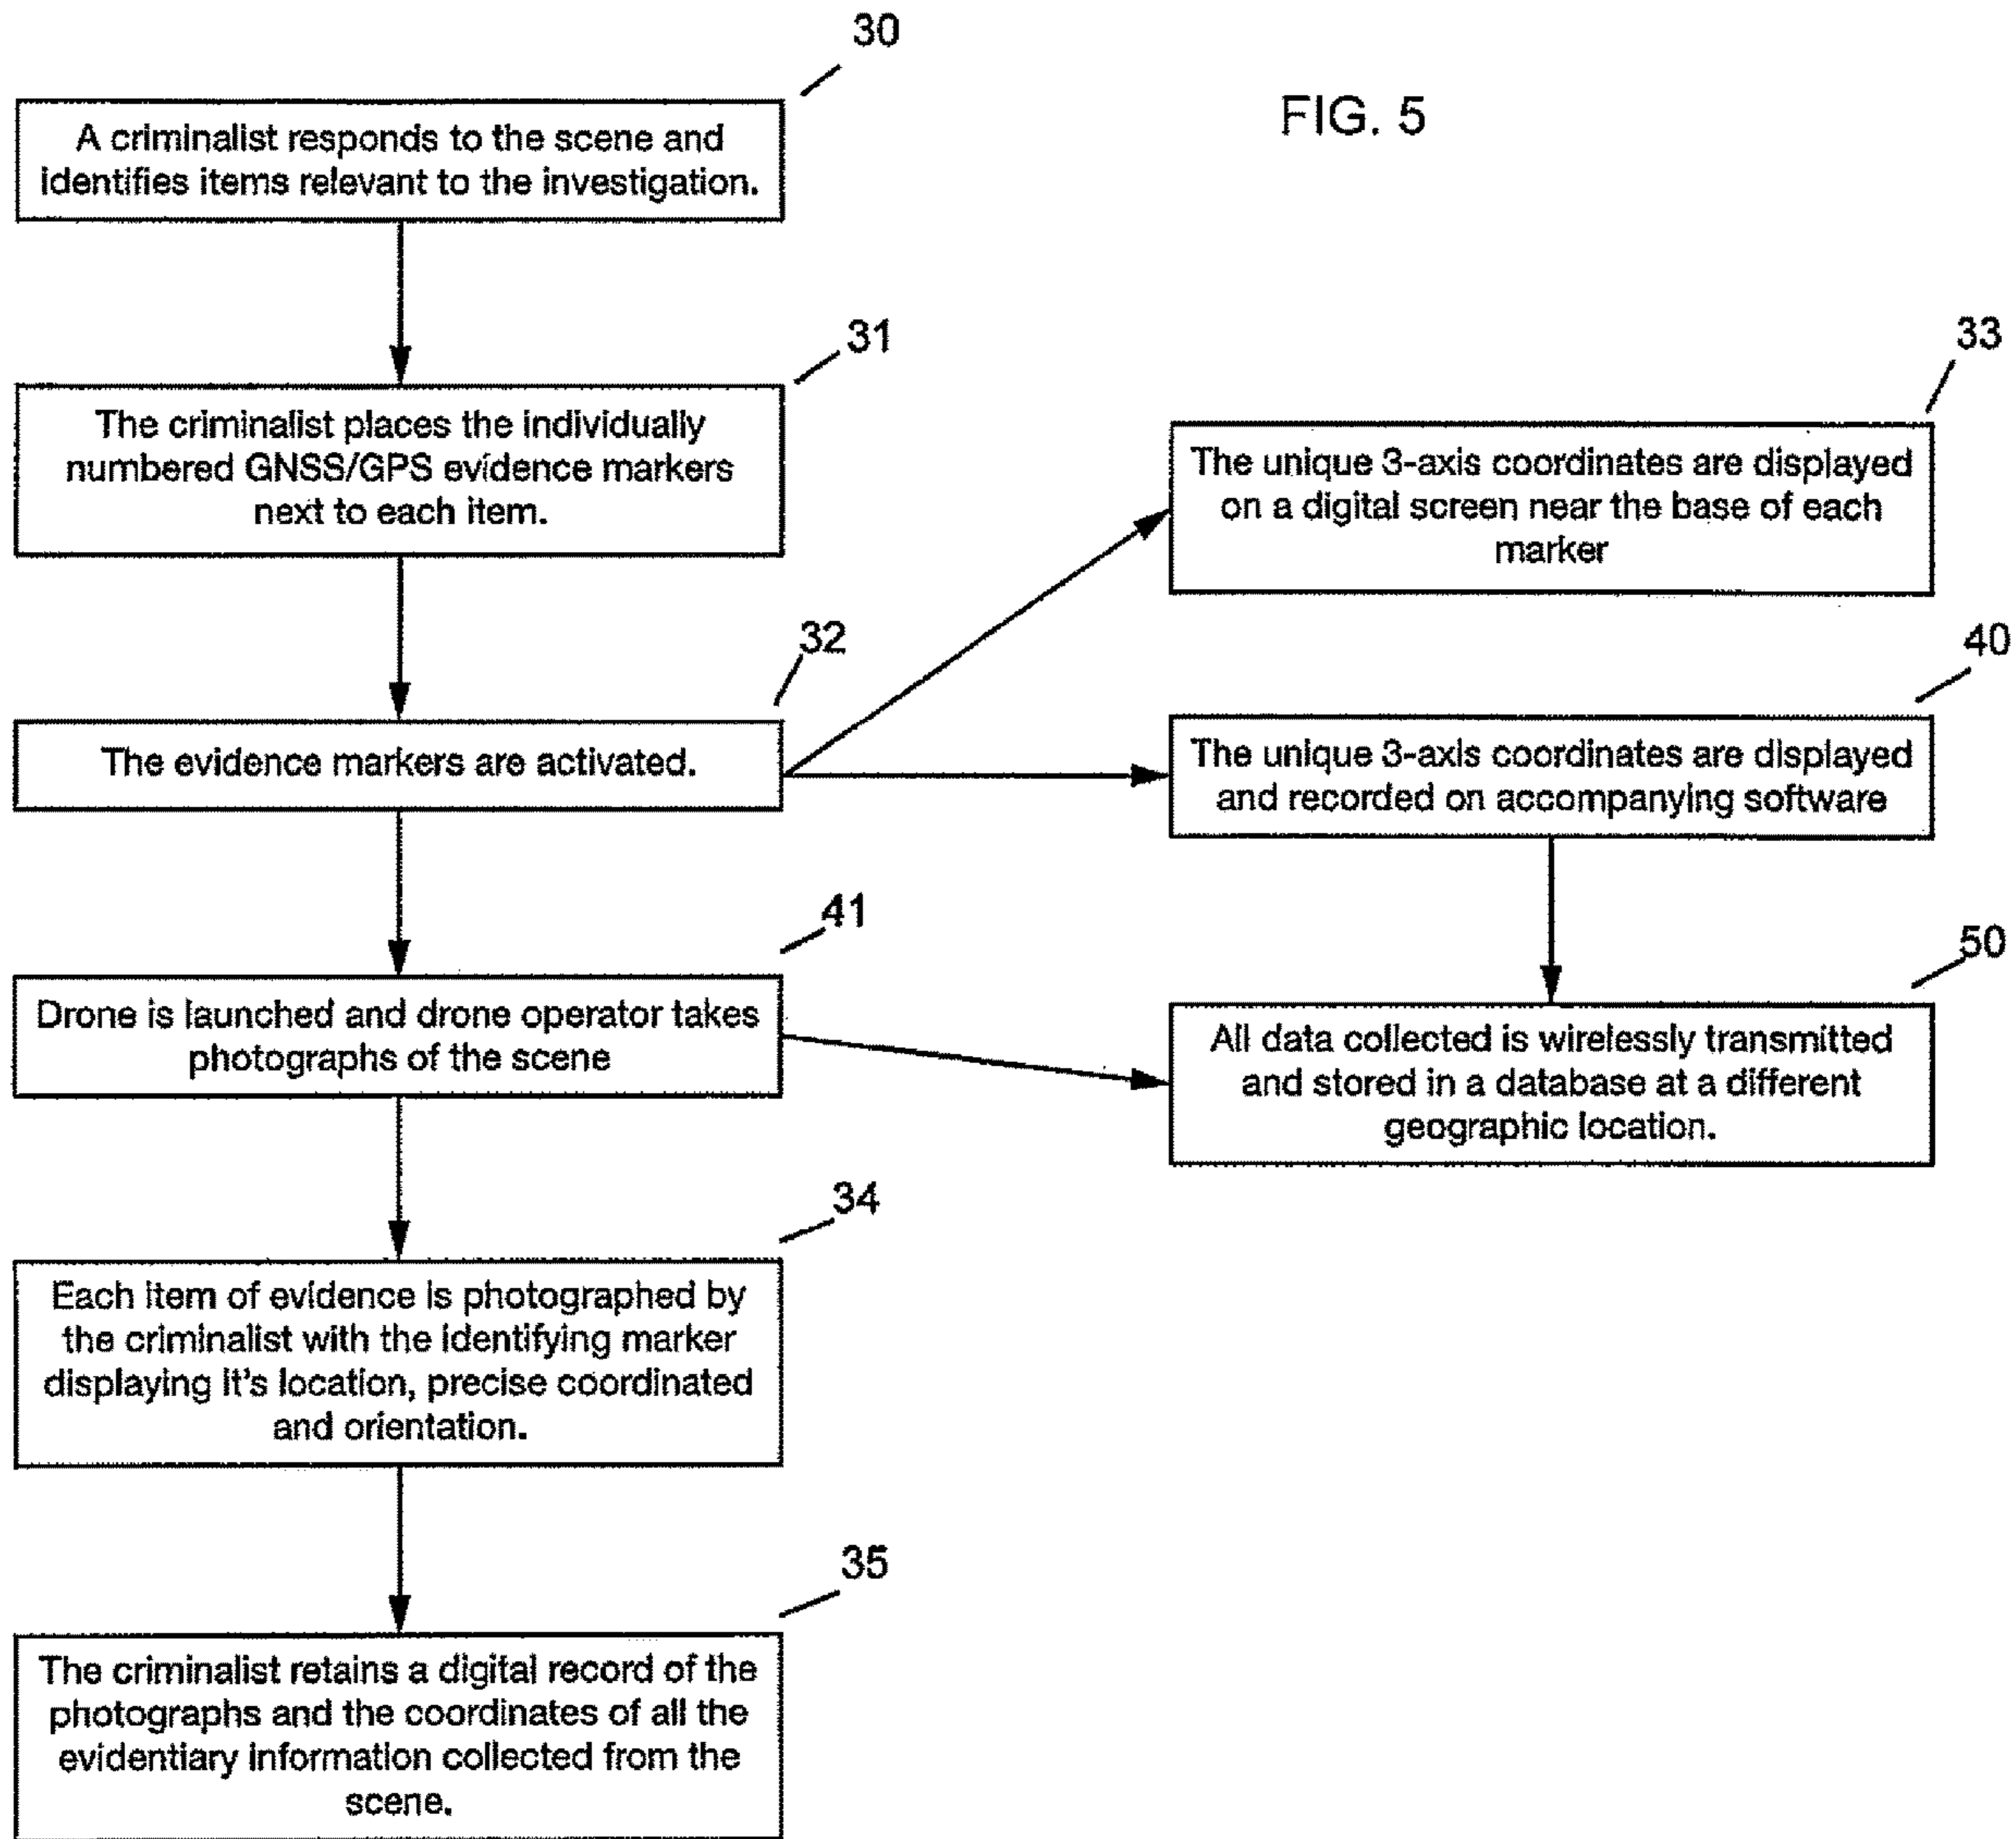 30
FIG. 5
A criminalist responds to the scene and
identifies items relevant to the investigation.
31
The criminalist places the individually
numbered GNSS/GPS evidence markers
next to each item.
33
The unique 3-axis coordinates are displayed
on a digital screen near the base of each
marker
32
The evidence markers are activated.
40
The unique 3-axis coordinates are displayed
and recorded on accompanying software
41
Drone is launched and drone operator takes
photographs of the scene
50
All data collected is wirelessly transmitted
and stored in a database at a different
geographic location.
34
Each item of evidence is photographed by
the criminalist with the identifying marker
displaying it's location, precise coordinated
and orientation.
35
The criminalist retains a digital record of the
photographs and the coordinates of all the
evidentiary information collected from the
scene.